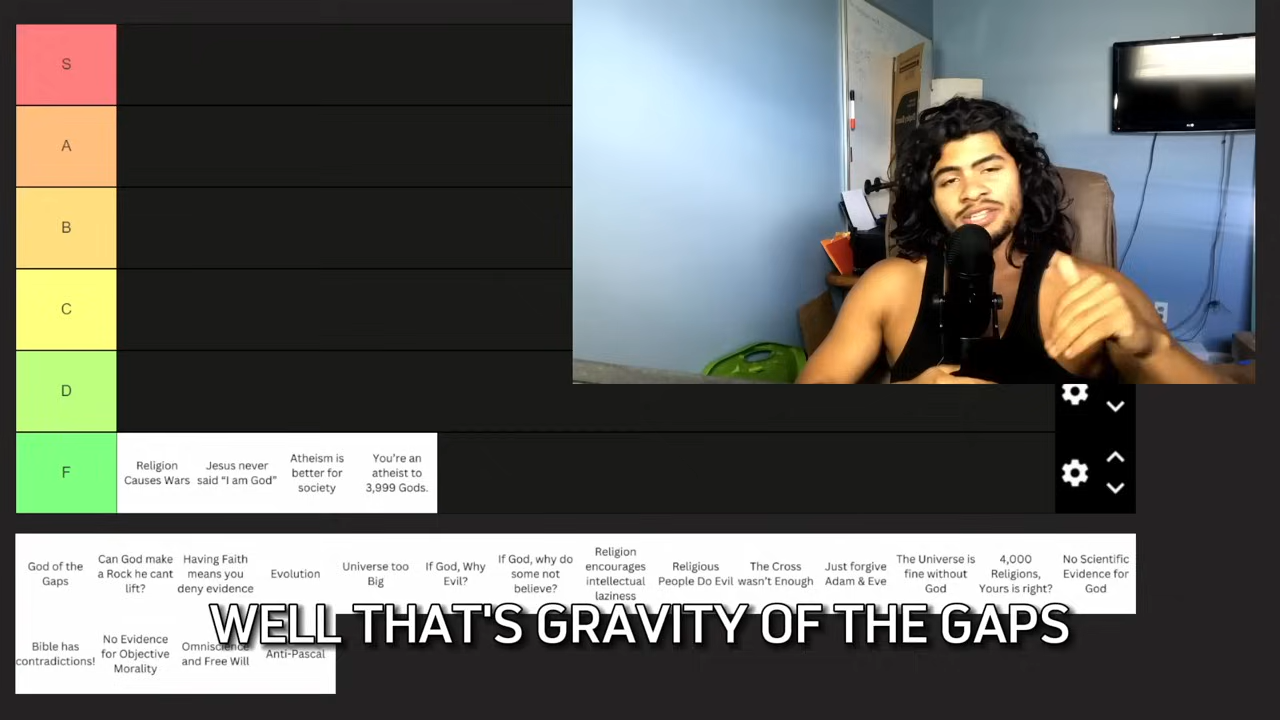 S
A
B
C
D
F
Religion
Causes Wars
Jesus never
said “I am God”
Atheism is
better for
society
You’re an
atheist to
3,999 Gods.
God of the
Gaps
Can God make
a Rock he cant
lift?
Having Faith
means you
deny evidence
Evolution
Universe too
Big
If God, Why
Evil?
If God, why do
some not
believe?
Religion
encourages
intellectual
laziness
Religious
People Do Evil
The Cross
wasn’t Enough
Just forgive
Adam & Eve
The Universe is
fine without
God
4,000
Religions,
Yours is right?
No Scientific
Evidence for
God
WELL THAT'S GRAVITY OF THE GAPS
Bible has
contradictions!
No Evidence
for Objective
Morality
Omniscience
and Free Will
Anti-Pascal